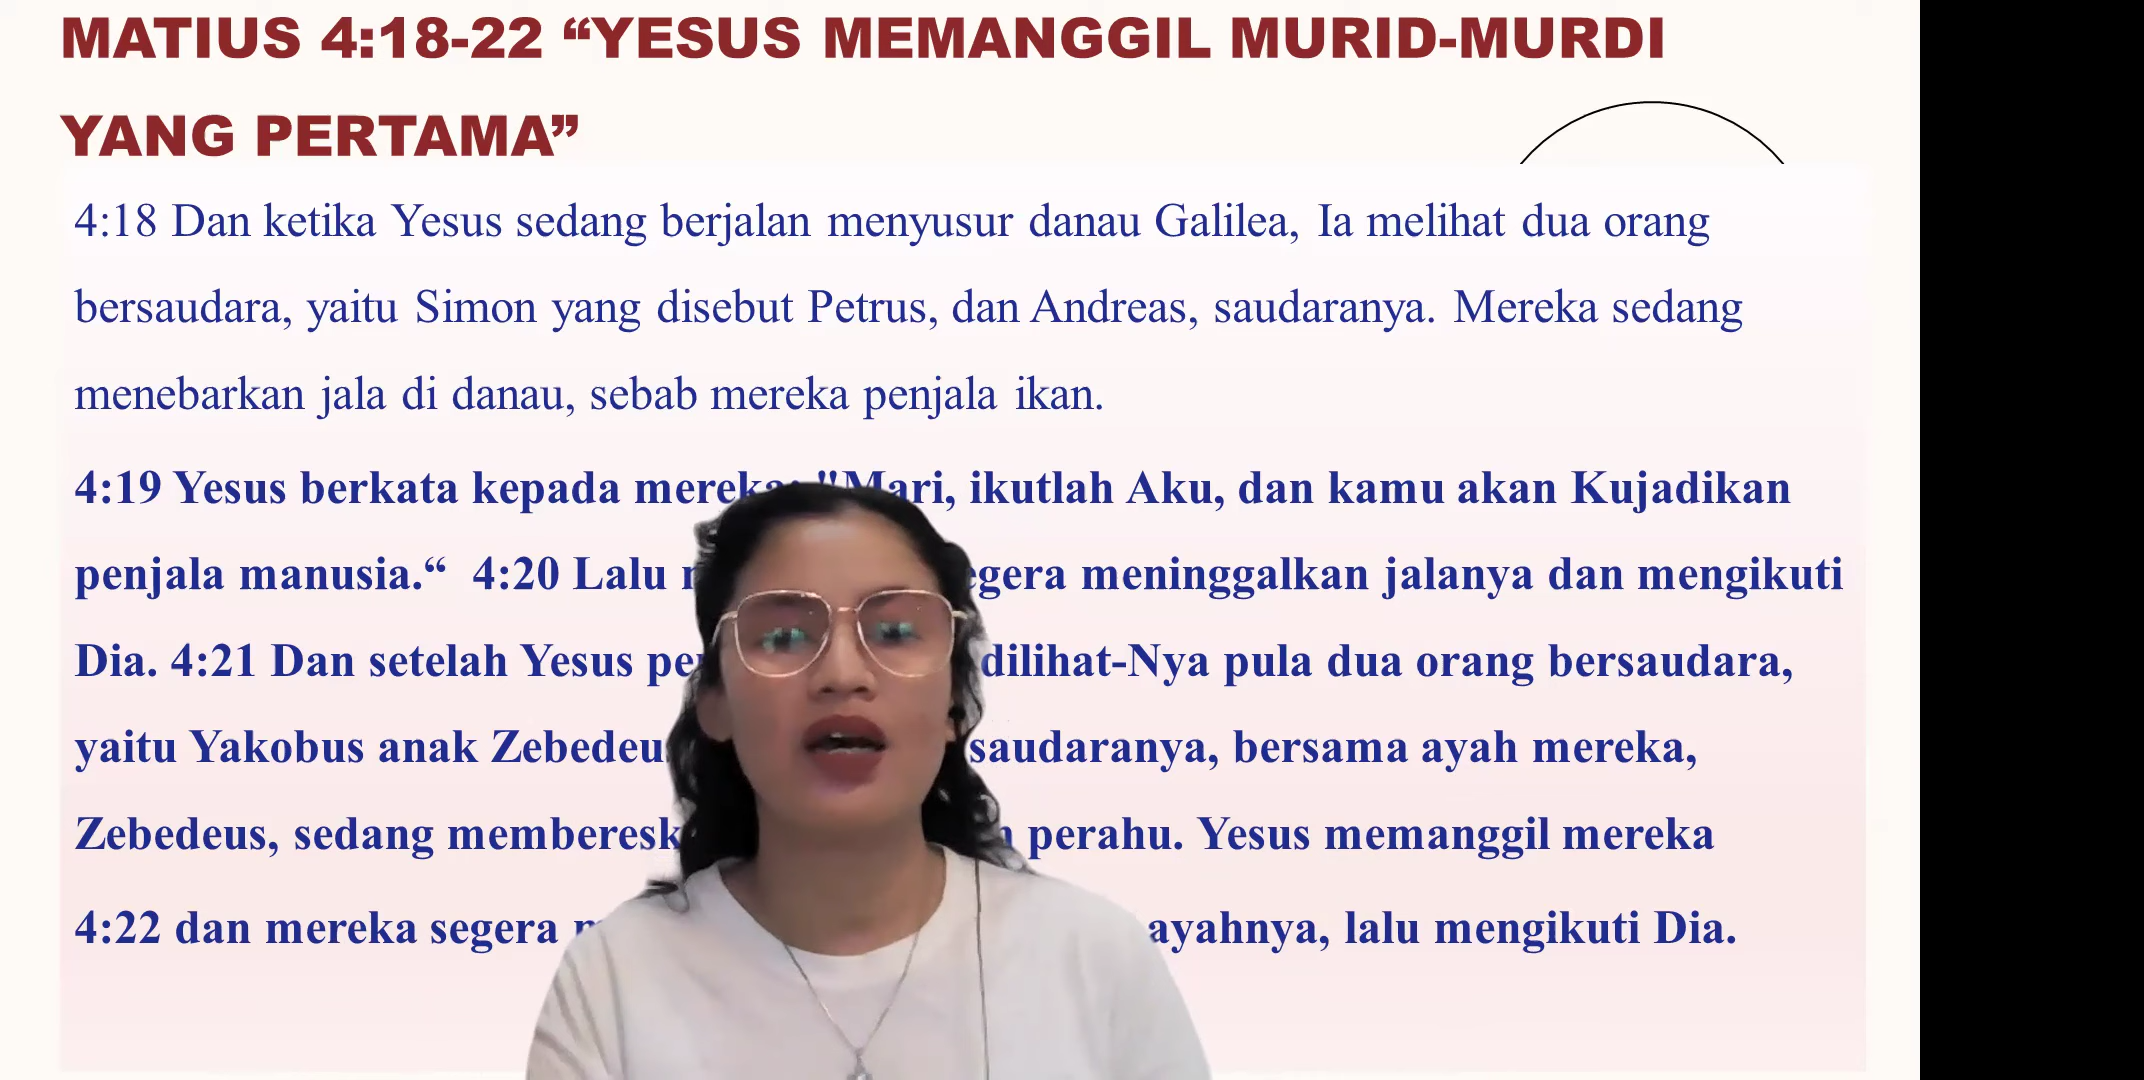 MATIUS 4:18-22 “YESUS MEMANGGIL MURID-MURDI
YANG PERTAMA”
4:18 Dan ketika Yesus sedang berjalan menyusur danau Galilea, Ia melihat dua orang
bersaudara, yaitu Simon yang disebut Petrus, dan Andreas, saudaranya. Mereka sedang
menebarkan jala di danau, sebab mereka penjala ikan.
4:19 Yesus berkata kepada mereka: "Mari, ikutlah Aku, dan kamu akan Kujadikan
penjala manusia.“ 4:20 Lalu meninggalkan jalanya dan mengikuti
Dia. 4:21 Dan setelah Yesus dilihat-Nya pula dua orang bersaudara,
yaitu Yakobus anak Zebedeus saudaranya, bersama ayah mereka,
Zebedeus, sedang perahu. Yesus memanggil mereka
4:22 dan mereka segera ayahnya, lalu mengikuti Dia.